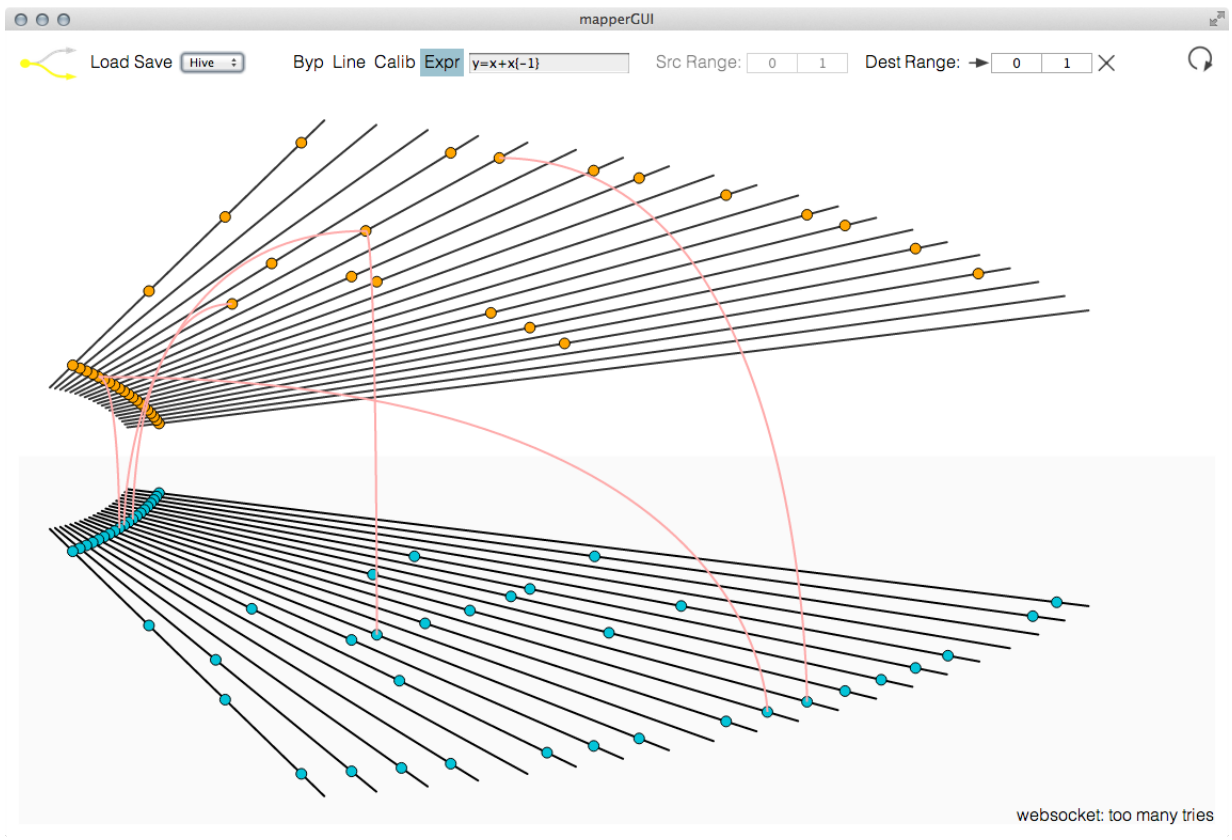 mapperGUI
Load Save Hive Byp Line Calib Expr y=x+x{-1} Src Range: 0 1 Dest Range: 0 1
websocket: too many tries